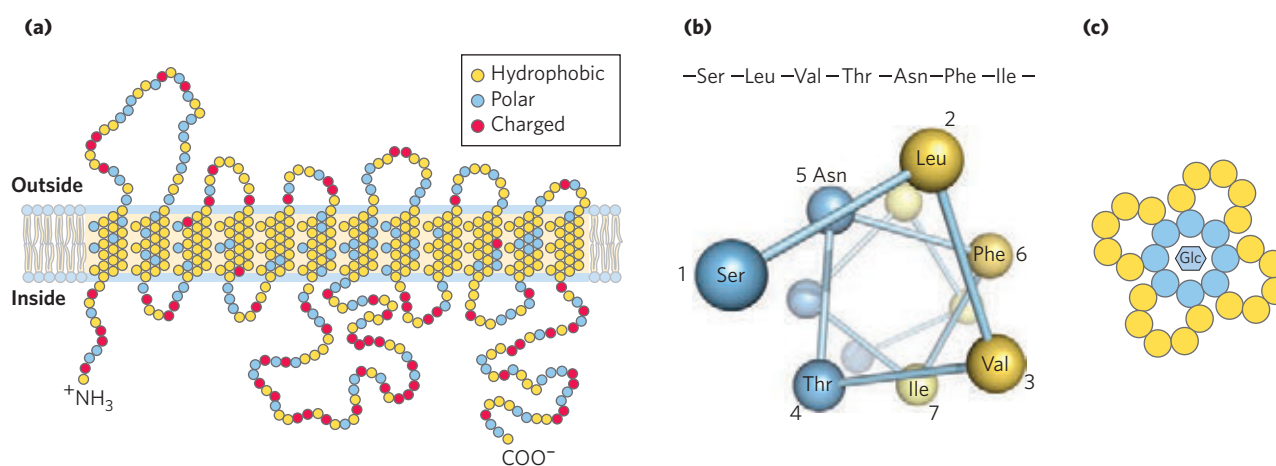 (a)
Hydrophobic
Polar
Charged
Outside
Inside
+NH3
COO−
(b)
—Ser —Leu —Val —Thr —Asn —Phe —Ile —
2
Leu
5 Asn
Phe 6
1 Ser
Val
3
Thr
4
Ile
7
(c)
Glc